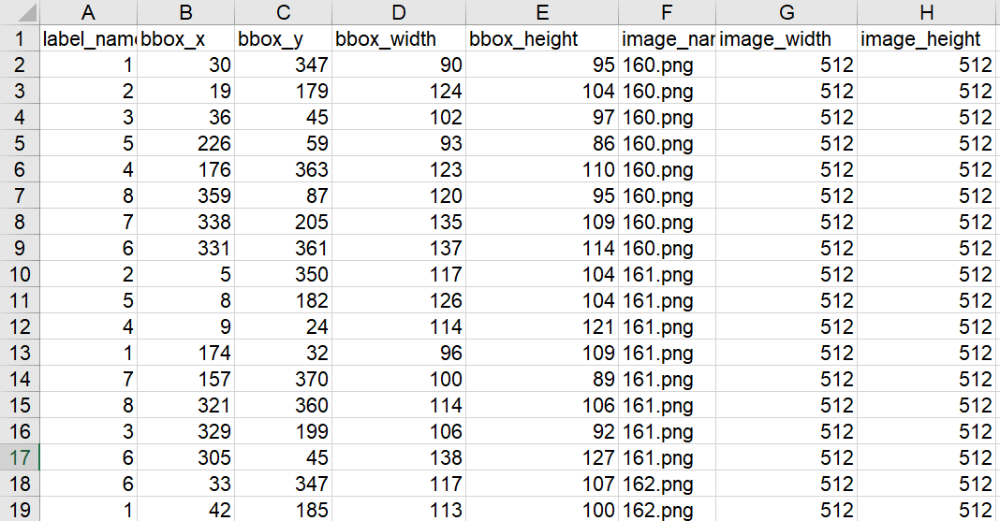 A B C D E F G H
1 label_name bbox_x bbox_y bbox_width bbox_height image_nar image_width image_height
2 1 30 347 90 95 160.png 512 512
3 2 19 179 124 104 160.png 512 512
4 3 36 45 102 97 160.png 512 512
5 5 226 59 93 86 160.png 512 512
6 4 176 363 123 110 160.png 512 512
7 8 359 87 120 95 160.png 512 512
8 7 338 205 135 109 160.png 512 512
9 6 331 361 137 114 160.png 512 512
10 2 5 350 117 104 161.png 512 512
11 5 8 182 126 104 161.png 512 512
12 4 9 24 114 121 161.png 512 512
13 1 174 32 96 109 161.png 512 512
14 7 157 370 100 89 161.png 512 512
15 8 321 360 114 106 161.png 512 512
16 3 329 199 106 92 161.png 512 512
17 6 305 45 138 127 161.png 512 512
18 6 33 347 117 107 162.png 512 512
19 1 42 185 113 100 162.png 512 512